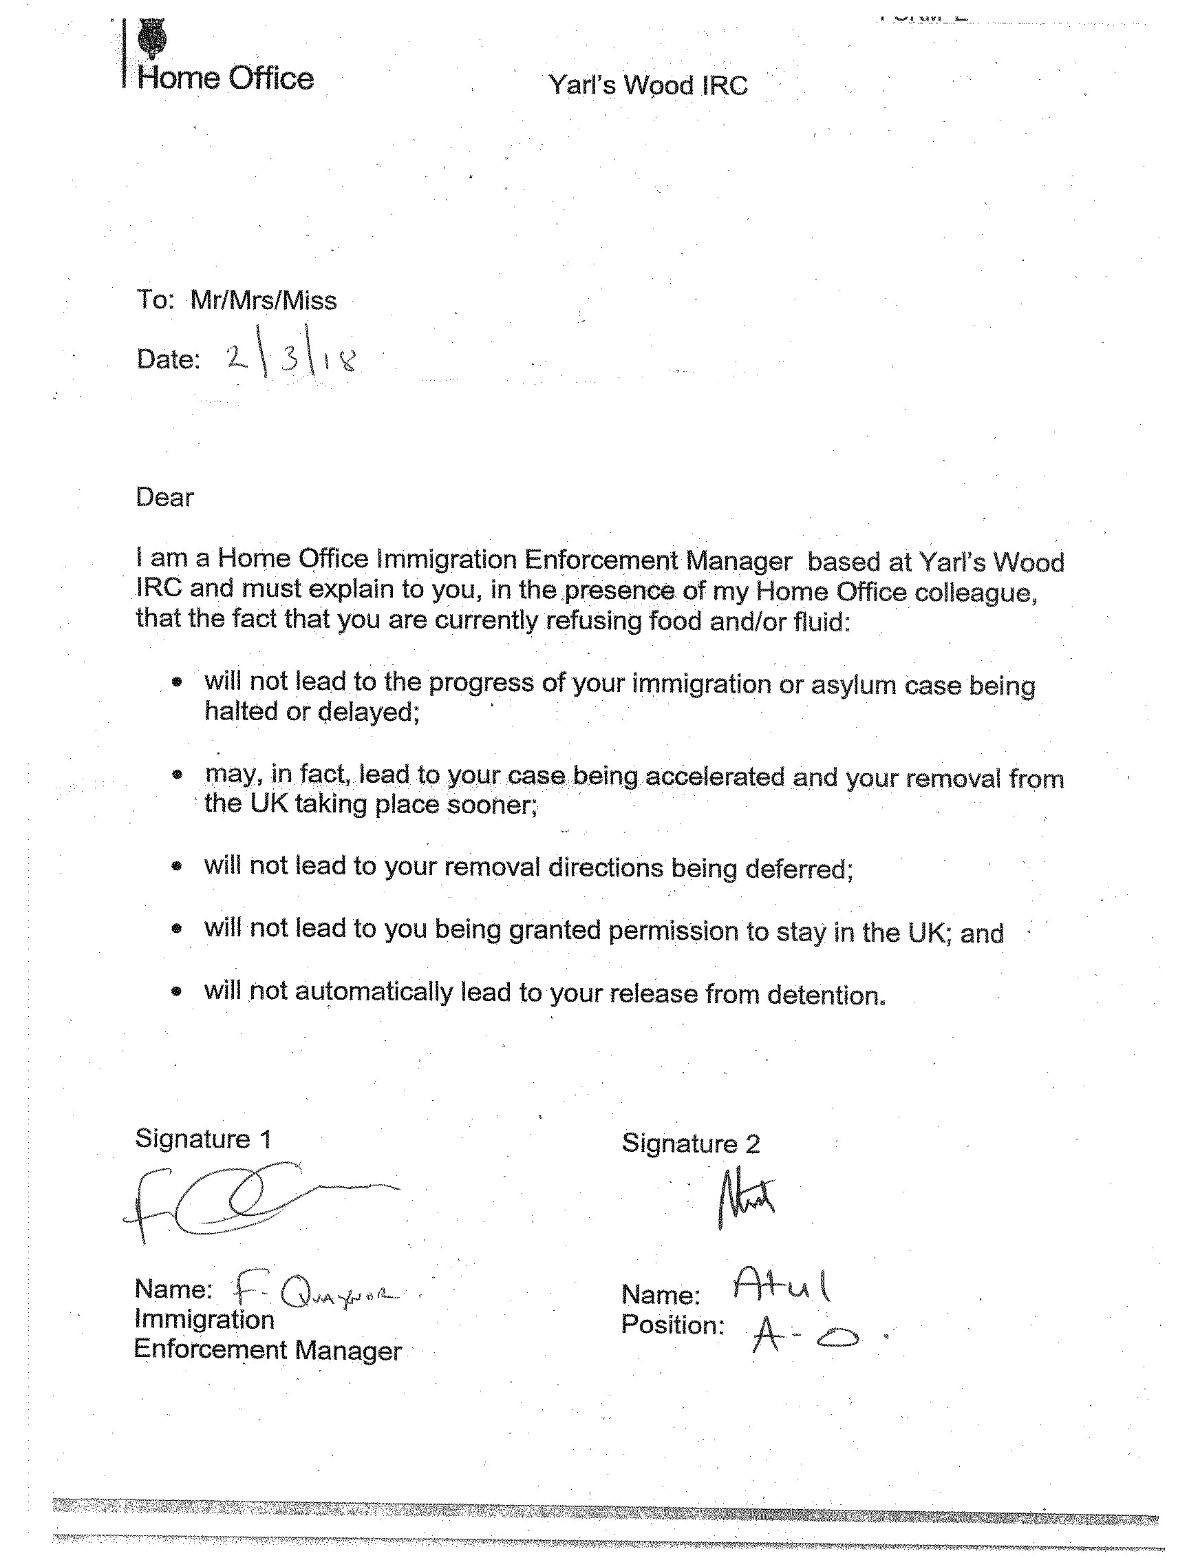 Home Office
Yarl's Wood IRC
To: Mr/Mrs/Miss
Date: 2/3/18
Dear
I am a Home Office Immigration Enforcement Manager based at Yarl's Wood
IRC and must explain to you, in the presence of my Home Office colleague,
that the fact that you are currently refusing food and/or fluid:
• will not lead to the progress of your immigration or asylum case being
halted or delayed;
• may, in fact, lead to your case being accelerated and your removal from
the UK taking place sooner;
• will not lead to your removal directions being deferred;
• will not lead to you being granted permission to stay in the UK; and
• will not automatically lead to your release from detention.
Signature 1
Signature 2
Name: F. Quaynor
Immigration
Enforcement Manager
Name: Atul
Position: A-O.